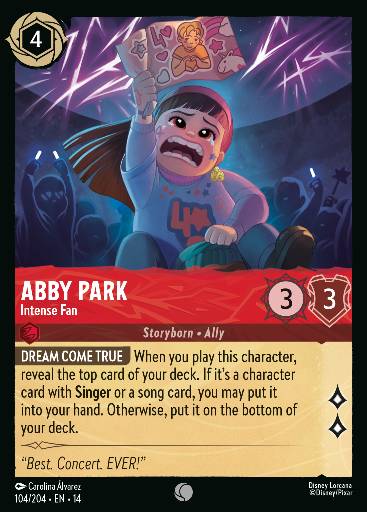 4
ABBY PARK
Intense Fan
3
3
Storyborn • Ally
DREAM COME TRUE When you play this character,
reveal the top card of your deck. If it's a character
card with Singer or a song card, you may put it
into your hand. Otherwise, put it on the bottom of
your deck.
"Best. Concert. EVER!"
Carolina Álvarez
104/204 • EN • 14
Disney Lorcana
©Disney/Pixar